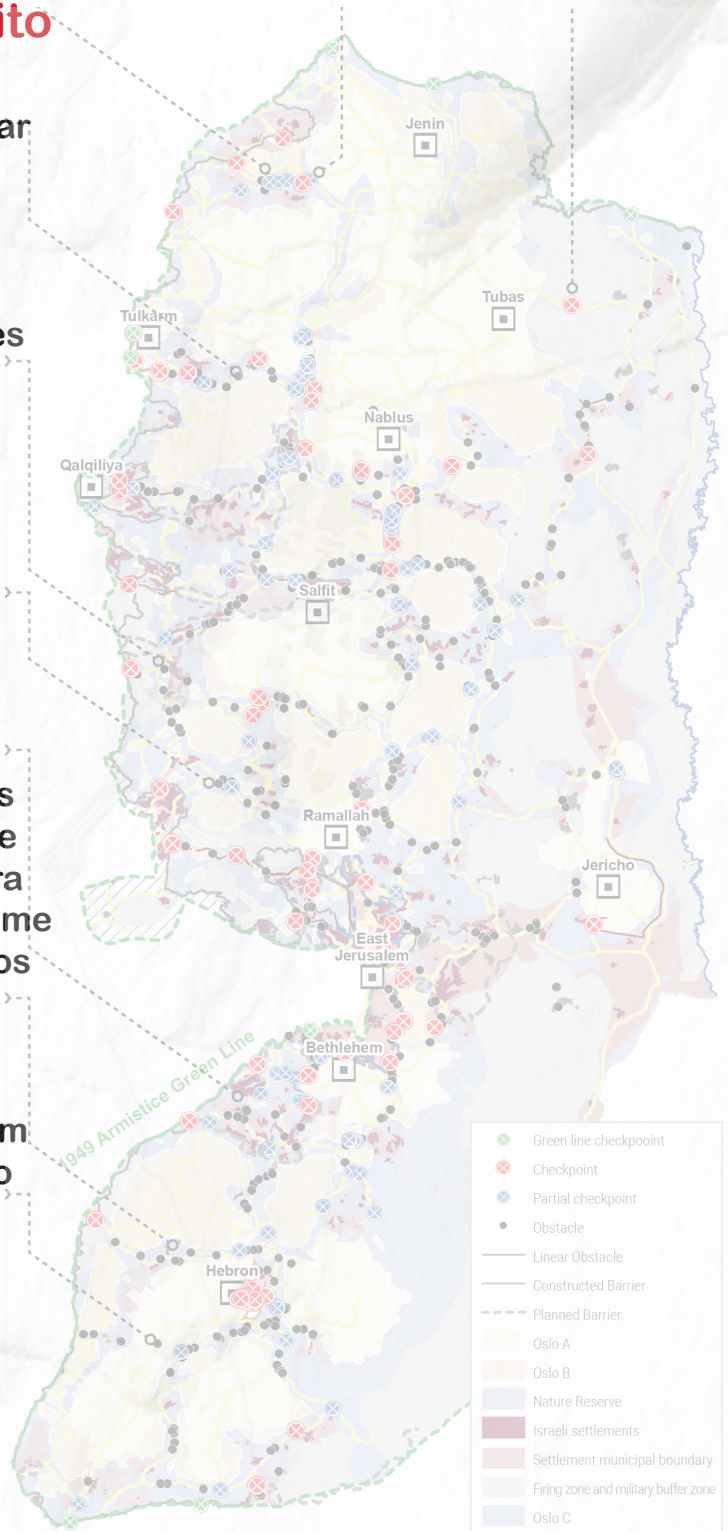 ito
ar
es
s
e
ra
me
os
m
o
Jenin
Tubas
Tulkarm
Nablus
Qalqiliya
Salfit
Ramallah
Jericho
East
Jerusalem
Bethlehem
1949 Armistice Green Line
Hebron
Green line checkpooint
Checkpoint
Partial checkpoint
Obstacle
Linear Obstacle
Constructed Barrier
Planned Barrier
Oslo A
Oslo B
Nature Reserve
Israeli settlements
Settlement municipal boundary
Firing zone and military buffer zone
Oslo C